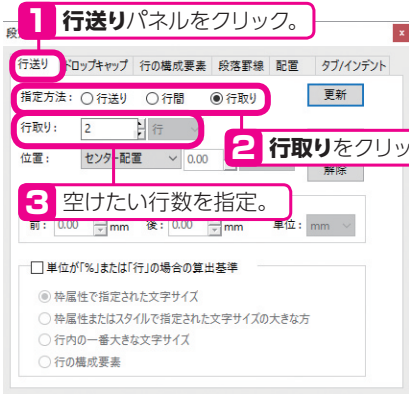 段
1 行送りパネルをクリック。
x
行送り ドロップキャップ 行の構成要素 段落罫線 配置 タブ/インデント
指定方法: 行送り 行間 行取り 更新
行取り: 2 行
2 行取りをクリッ
位置: センター配置 0.00
解除
3 空けたい行数を指定。
前: 0.00 mm 後: 0.00 mm 単位: mm
単位が「%」または「行」の場合の算出基準
枠属性で指定された文字サイズ
枠属性またはスタイルで指定された文字サイズの大きな方
行内の一番大きな文字サイズ
行の構成要素